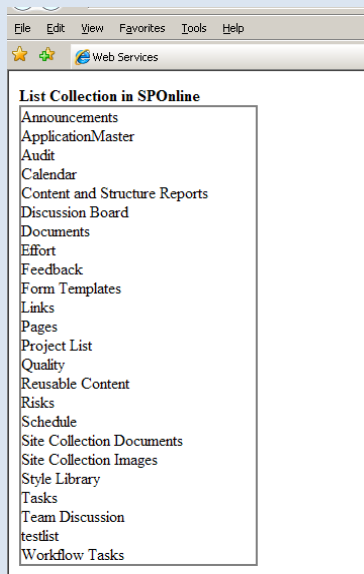 File Edit View Favorites Tools Help
Web Services
List Collection in SPOnline
Announcements
ApplicationMaster
Audit
Calendar
Content and Structure Reports
Discussion Board
Documents
Effort
Feedback
Form Templates
Links
Pages
Project List
Quality
Reusable Content
Risks
Schedule
Site Collection Documents
Site Collection Images
Style Library
Tasks
Team Discussion
testlist
Workflow Tasks